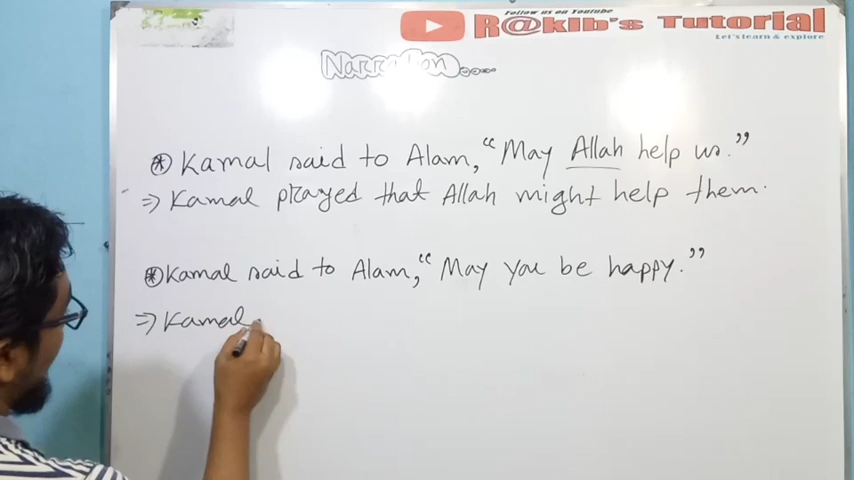 Follow us on Youtube
R@kib's Tutorial
Let's learn & explore
Narration....
* Kamal said to Alam, "May Allah help us."
⇒ Kamal prayed that Allah might help them.
* Kamal said to Alam, "May you be happy."
⇒ Kamal